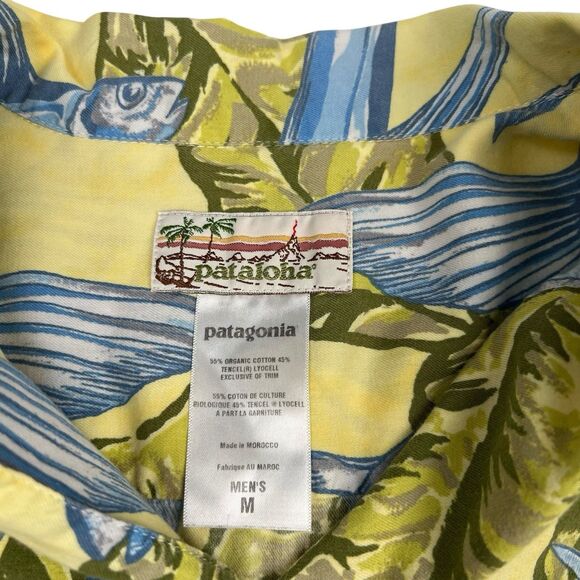 pataloha®
patagonia®
55% ORGANIC COTTON 45%
TENCEL(R) LYOCELL
EXCLUSIVE OF TRIM
55% COTON DE CULTURE
BIOLOGIQUE 45% TENCEL ® LYOCELL
À PART LA GARNITURE
Made in MOROCCO
Fabriqué AU MAROC
MEN'S
M